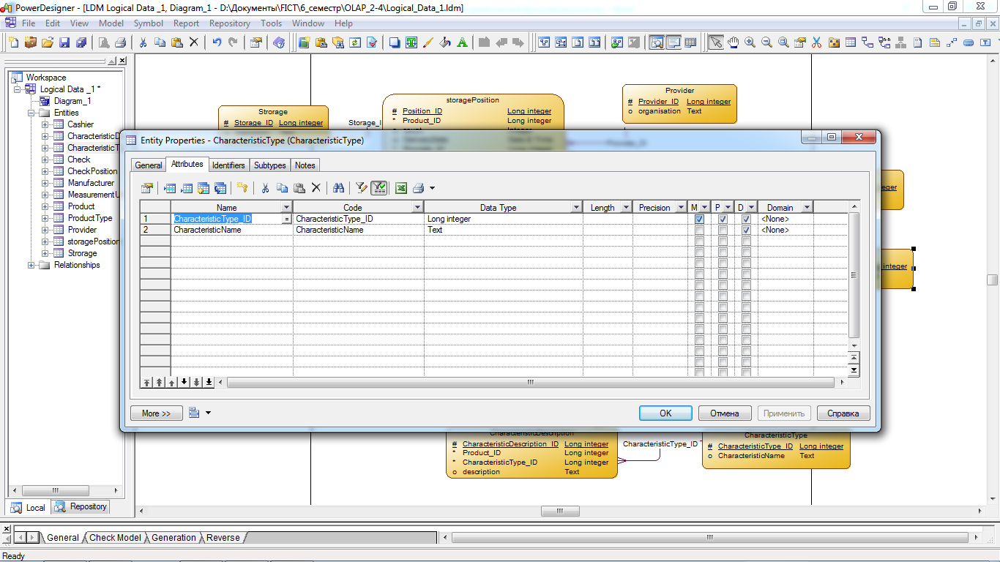 PowerDesigner - [LDM Logical Data _1, Diagram_1 - D:\Документы\FICT\6_семестр\OLAP_2-4\Logical_Data_1.ldm]
File Edit View Model Symbol Report Repository Tools Window Help
Workspace
Logical Data _1 *
Diagram_1
Entities
Cashier
CharacteristicD
CharacteristicT
Check
CheckPosition
Manufacturer
MeasurementU
Product
ProductType
Provider
storagePosition
Strorage
Relationships
Local Repository
Strorage
# Storage_ID Long integer
Storage_I
storagePosition
# Position_ID Long integer
* Product_ID Long integer
Provider
# Provider_ID Long integer
o organisation Text
Entity Properties - CharacteristicType (CharacteristicType)
General Attributes Identifiers Subtypes Notes
Name Code Data Type Length Precision M P D Domain
1 CharacteristicType_ID = CharacteristicType_ID Long integer <None>
2 CharacteristicName CharacteristicName Text <None>
More >> OK Отмена Применить Справка
eger
integer
CharacteristicDescription
# CharacteristicDescription_ID Long integer
* Product_ID Long integer
* CharacteristicType_ID Long integer
o description Text
CharacteristicType_ID
CharacteristicType
# CharacteristicType_ID Long integer
o CharacteristicName Text
General Check Model Generation Reverse
Ready